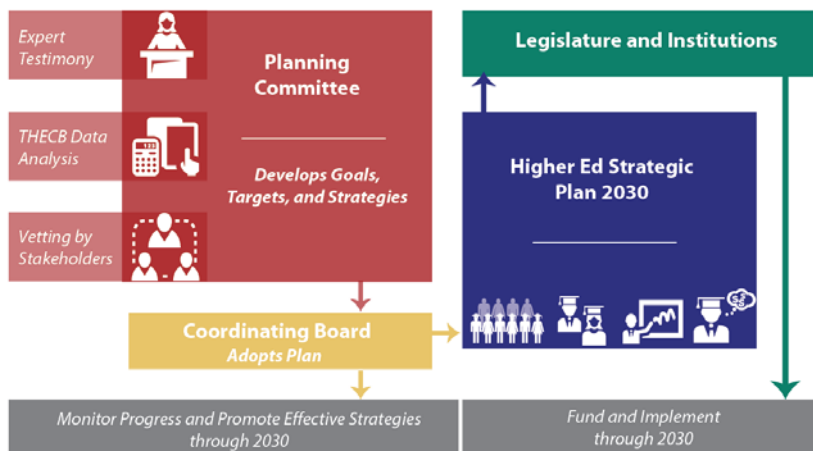 Expert
Testimony
THECB Data
Analysis
Vetting by
Stakeholders
Planning
Committee
Develops Goals,
Targets, and Strategies
Coordinating Board
Adopts Plan
Legislature and Institutions
Higher Ed Strategic
Plan 2030
Monitor Progress and Promote Effective Strategies
through 2030
Fund and Implement
through 2030